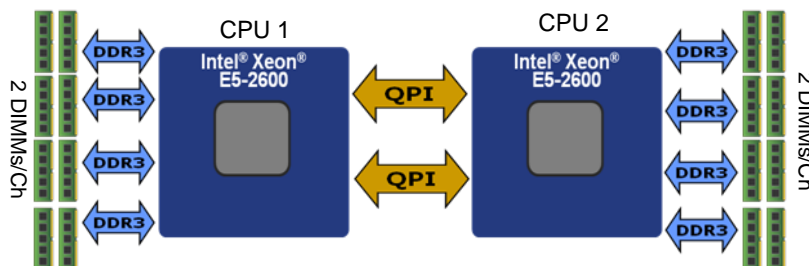 CPU 1
CPU 2
2 DIMMs/Ch
DDR3
DDR3
DDR3
DDR3
Intel® Xeon®
E5-2600
QPI
QPI
Intel® Xeon®
E5-2600
DDR3
DDR3
DDR3
DDR3
2 DIMMs/Ch